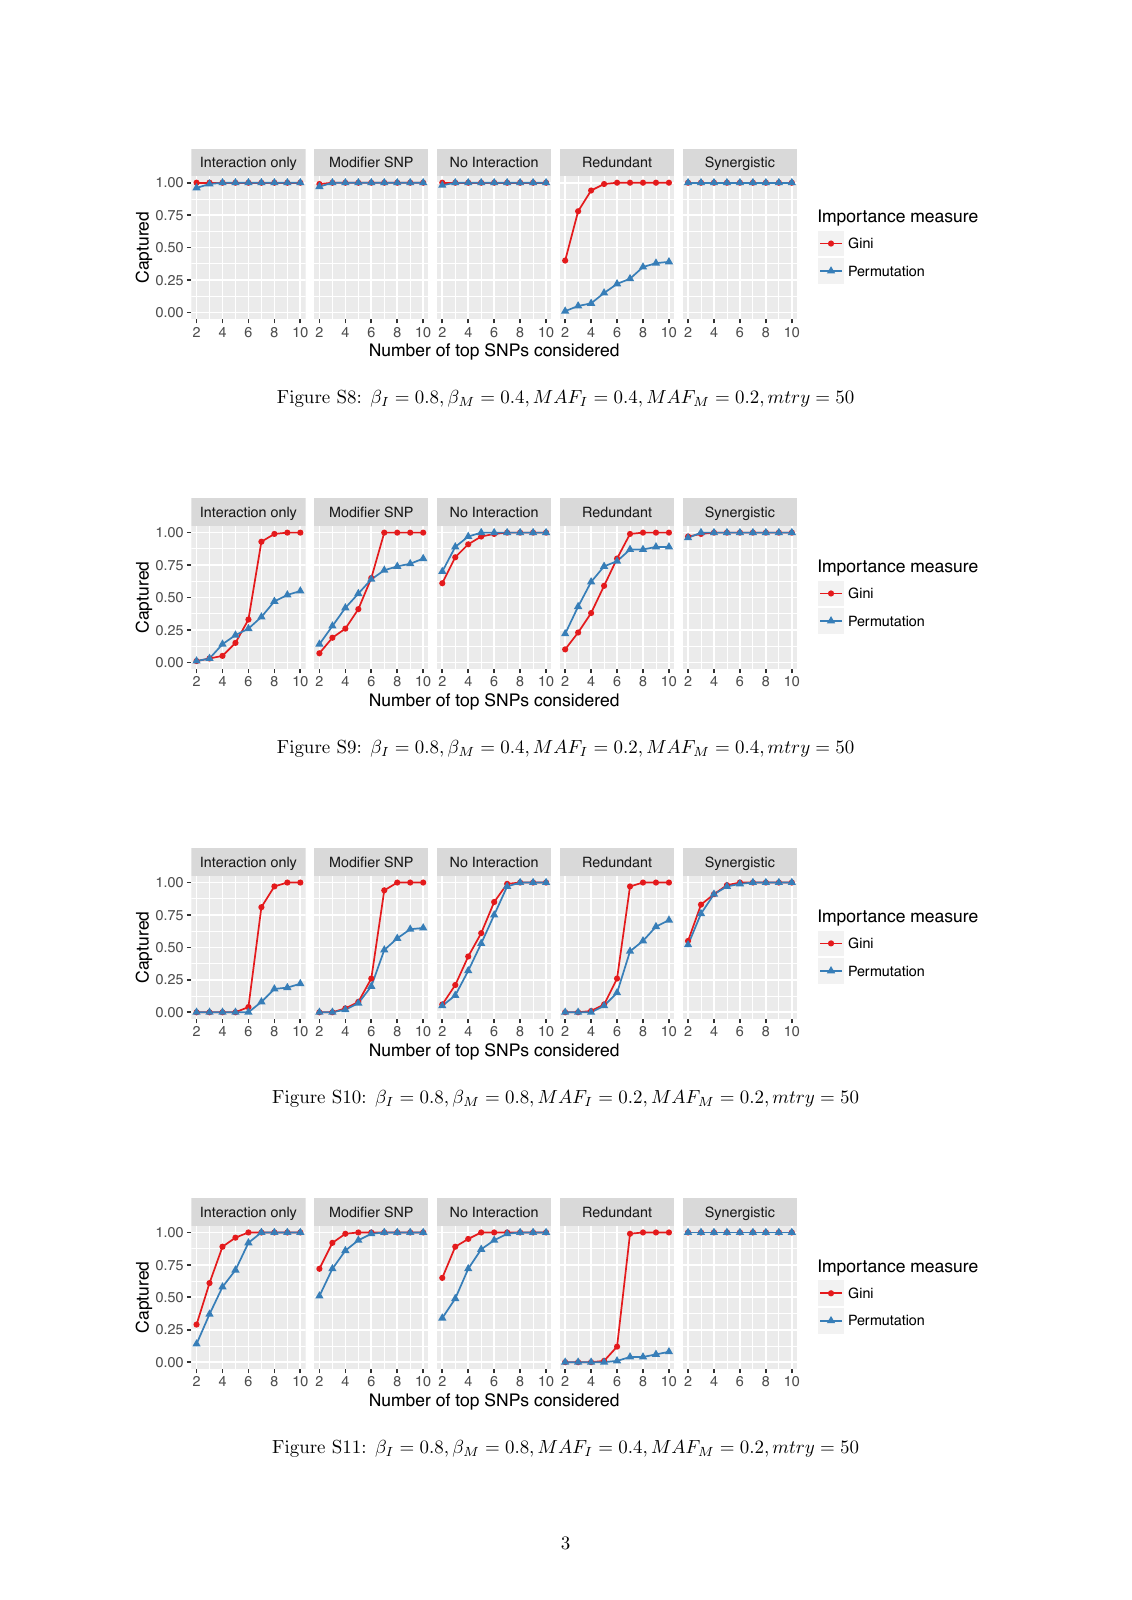 Interaction only Modifier SNP No Interaction Redundant Synergistic
1.00
0.75
0.50
0.25
0.00
Captured
2 4 6 8 10 2 4 6 8 10 2 4 6 8 10 2 4 6 8 10 2 4 6 8 10
Number of top SNPs considered
Importance measure
Gini
Permutation
Figure S8: β_I = 0.8, β_M = 0.4, MAF_I = 0.4, MAF_M = 0.2, mtry = 50
Interaction only Modifier SNP No Interaction Redundant Synergistic
1.00
0.75
0.50
0.25
0.00
Captured
2 4 6 8 10 2 4 6 8 10 2 4 6 8 10 2 4 6 8 10 2 4 6 8 10
Number of top SNPs considered
Importance measure
Gini
Permutation
Figure S9: β_I = 0.8, β_M = 0.4, MAF_I = 0.2, MAF_M = 0.4, mtry = 50
Interaction only Modifier SNP No Interaction Redundant Synergistic
1.00
0.75
0.50
0.25
0.00
Captured
2 4 6 8 10 2 4 6 8 10 2 4 6 8 10 2 4 6 8 10 2 4 6 8 10
Number of top SNPs considered
Importance measure
Gini
Permutation
Figure S10: β_I = 0.8, β_M = 0.8, MAF_I = 0.2, MAF_M = 0.2, mtry = 50
Interaction only Modifier SNP No Interaction Redundant Synergistic
1.00
0.75
0.50
0.25
0.00
Captured
2 4 6 8 10 2 4 6 8 10 2 4 6 8 10 2 4 6 8 10 2 4 6 8 10
Number of top SNPs considered
Importance measure
Gini
Permutation
Figure S11: β_I = 0.8, β_M = 0.8, MAF_I = 0.4, MAF_M = 0.2, mtry = 50
3